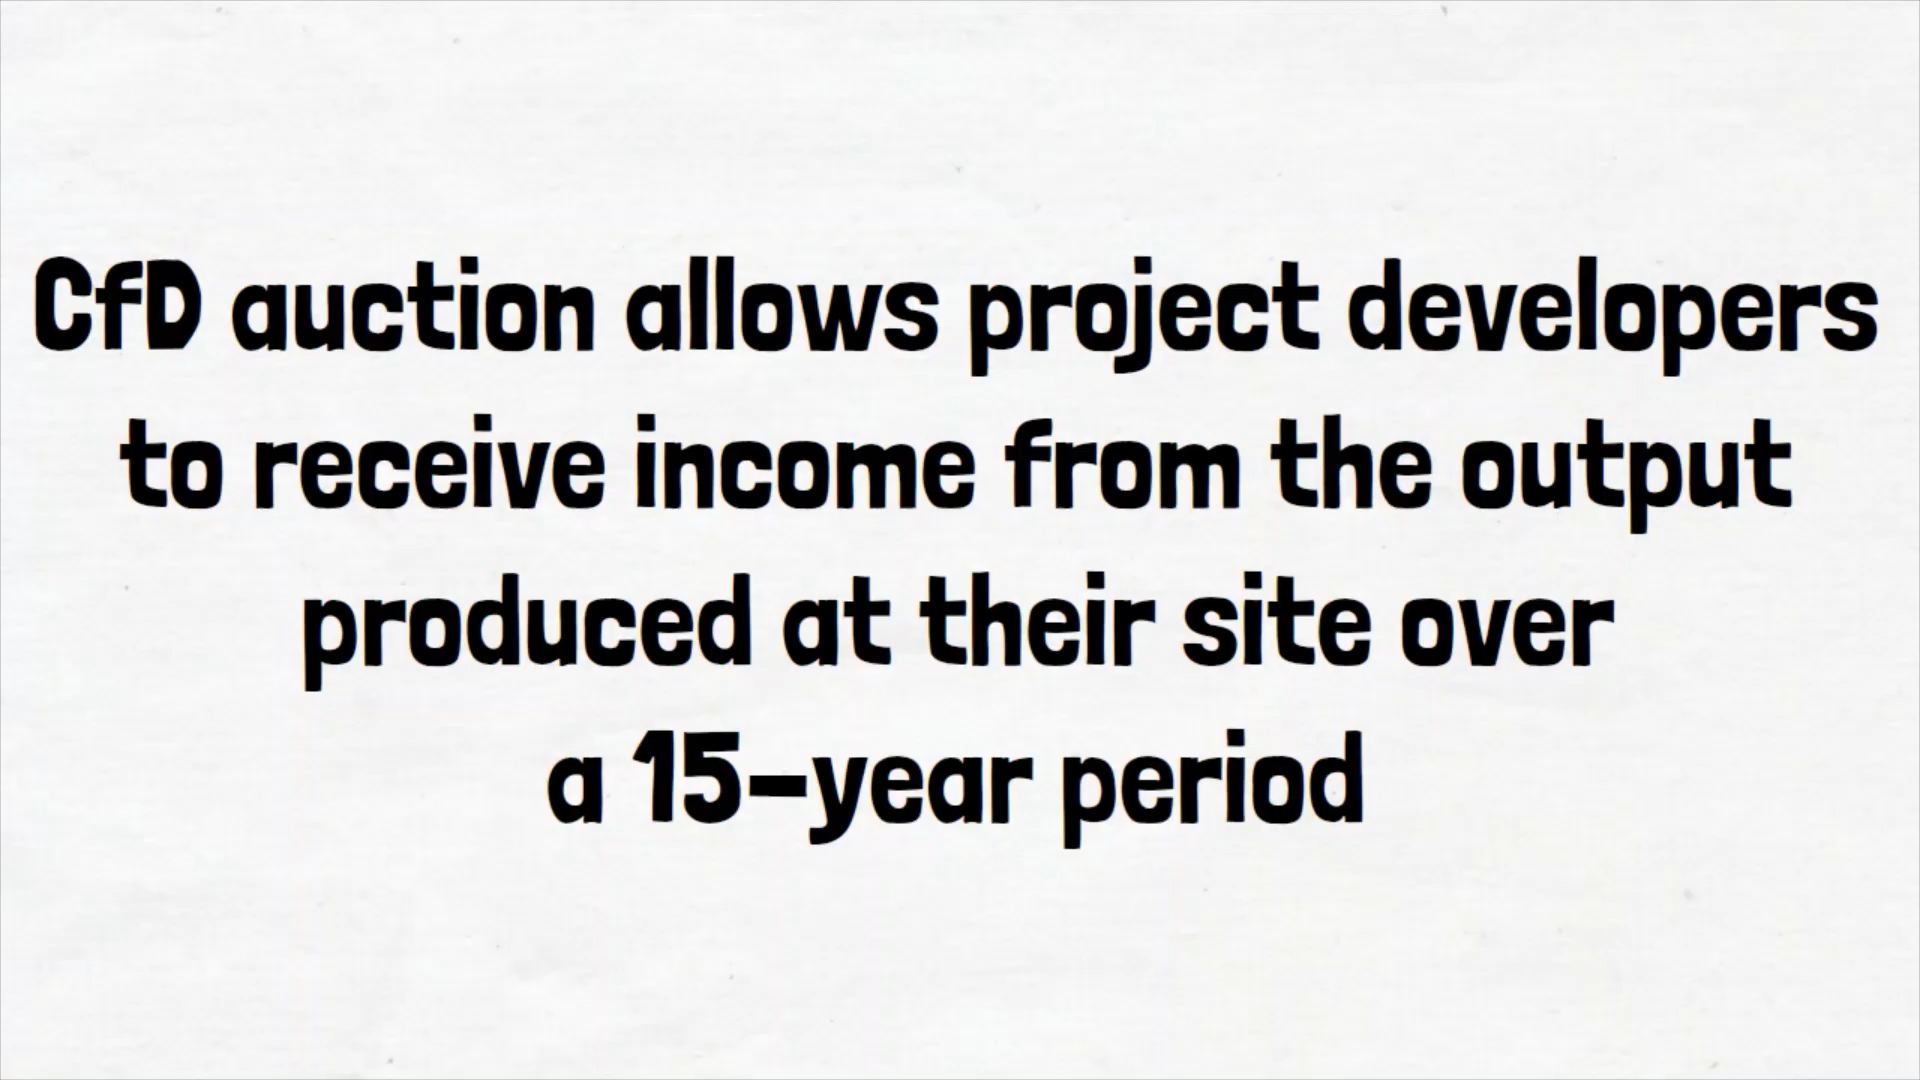 CfD auction allows project developers
to receive income from the output
produced at their site over
a 15-year period